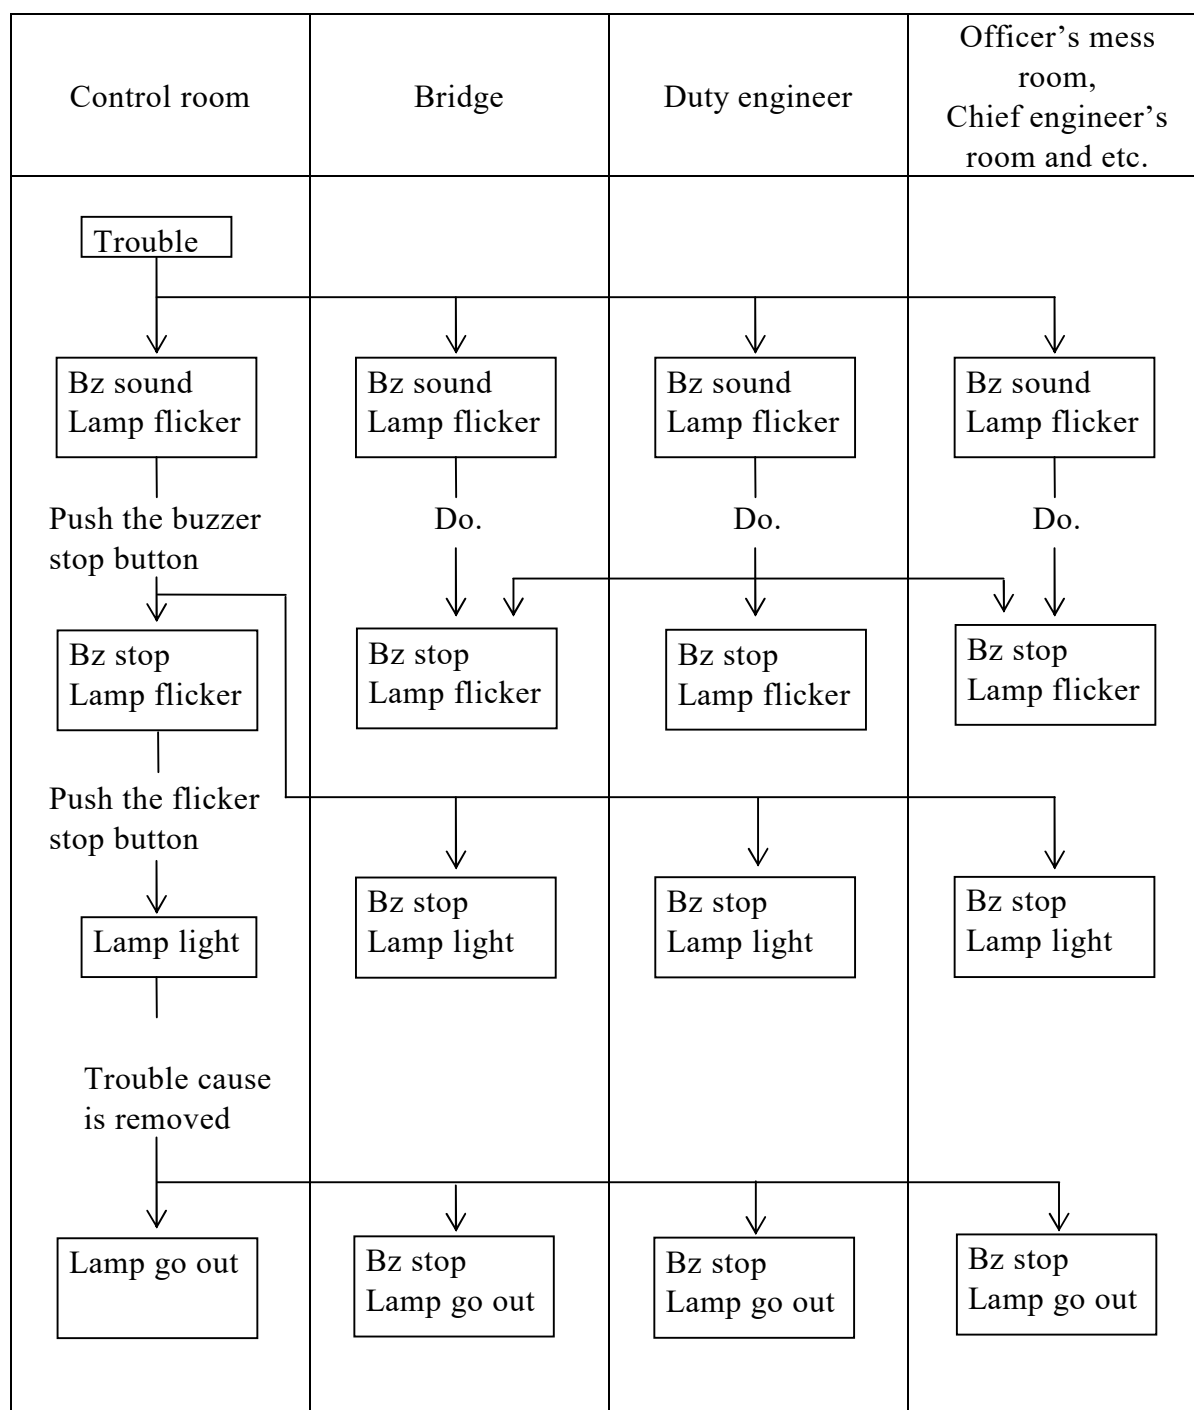 Control room
Bridge
Duty engineer
Officer's mess
room,
Chief engineer's
room and etc.
Trouble
Bz sound
Lamp flicker
Bz sound
Lamp flicker
Bz sound
Lamp flicker
Bz sound
Lamp flicker
Push the buzzer
stop button
Do.
Do.
Do.
Bz stop
Lamp flicker
Bz stop
Lamp flicker
Bz stop
Lamp flicker
Bz stop
Lamp flicker
Push the flicker
stop button
Lamp light
Bz stop
Lamp light
Bz stop
Lamp light
Bz stop
Lamp light
Trouble cause
is removed
Lamp go out
Bz stop
Lamp go out
Bz stop
Lamp go out
Bz stop
Lamp go out